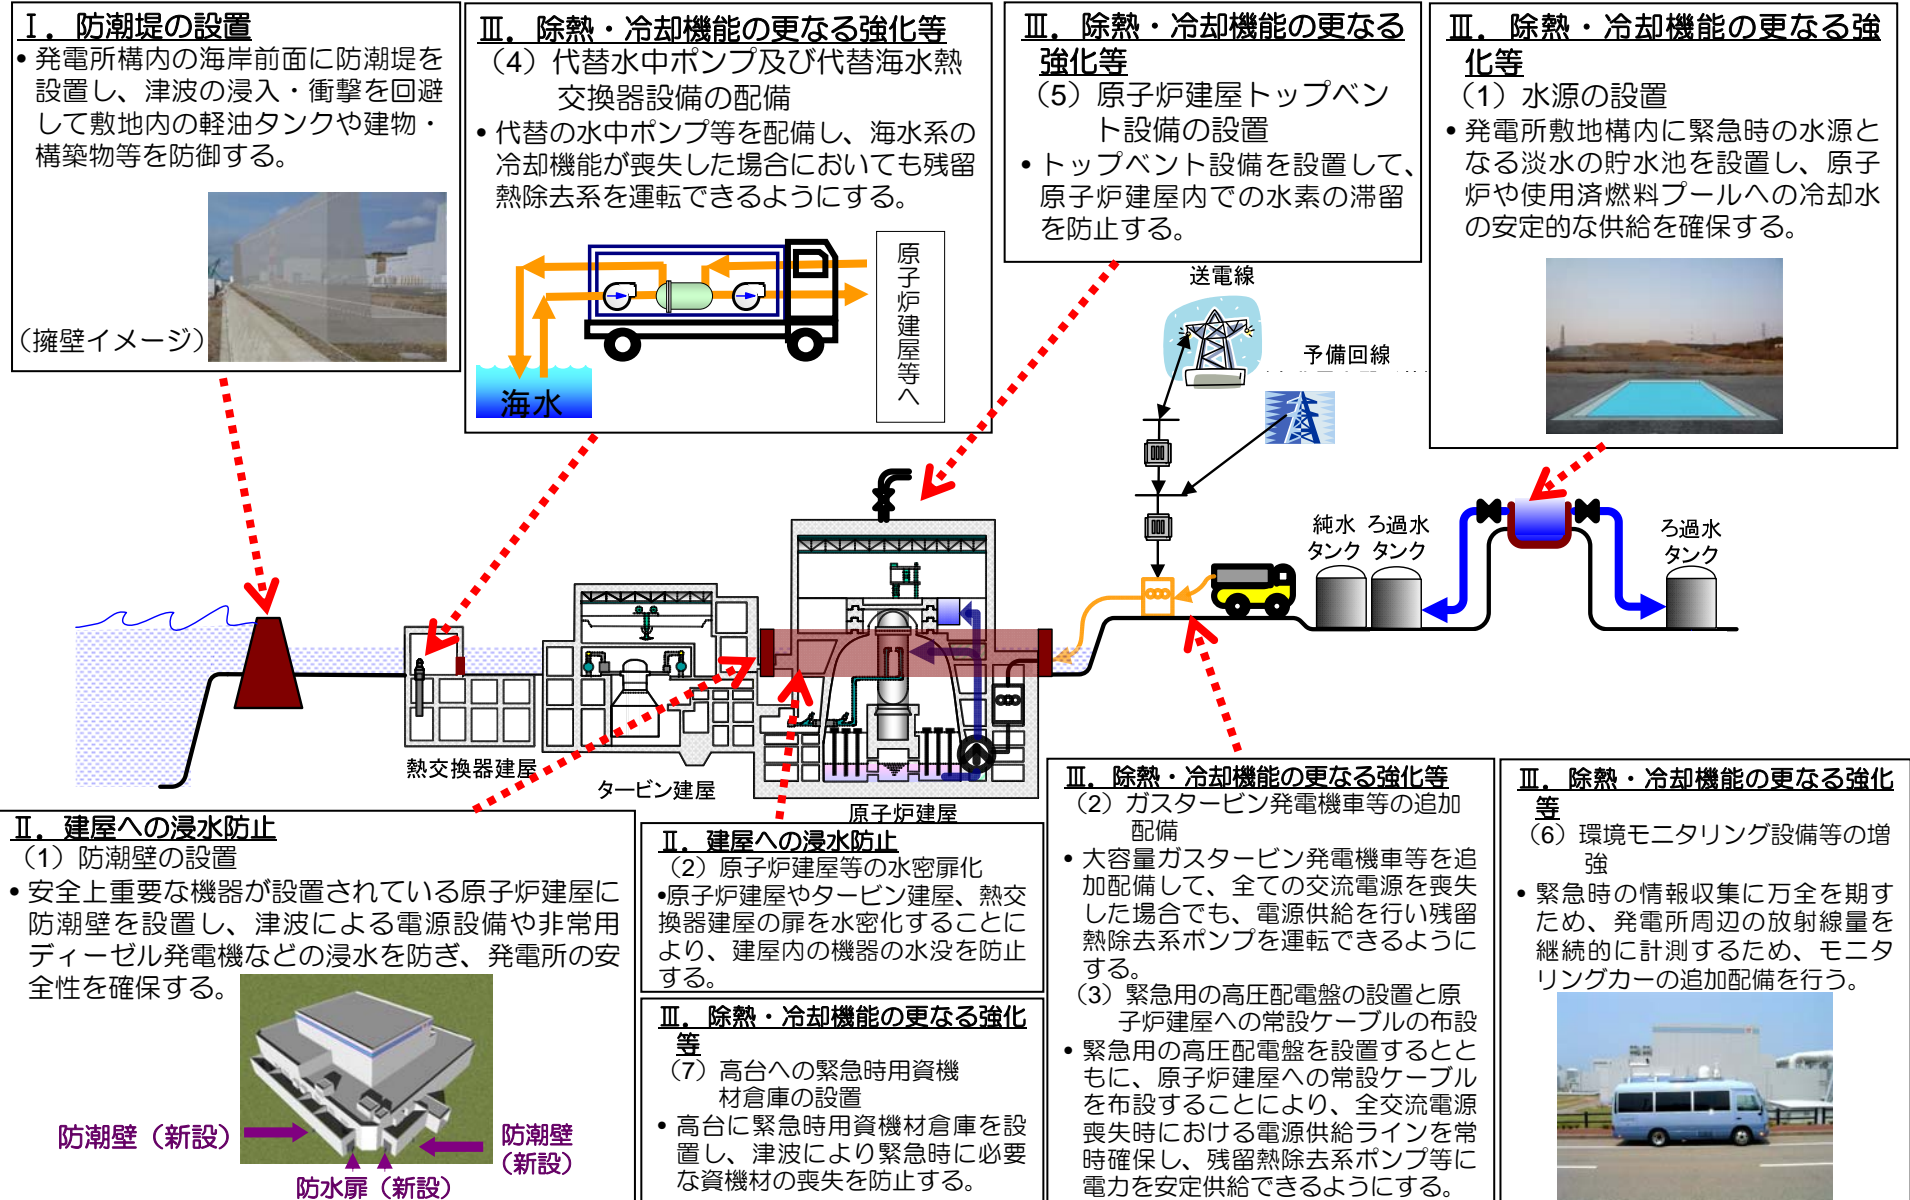 Ⅰ．防潮堤の設置
• 発電所構内の海岸前面に防潮堤を
設置し、津波の浸入・衝撃を回避
して敷地内の軽油タンクや建物・
構築物等を防御する。
（擁壁イメージ）
Ⅲ．除熱・冷却機能の更なる強化等
（4）代替水中ポンプ及び代替海水熱
交換器設備の配備
• 代替の水中ポンプ等を配備し、海水系の
冷却機能が喪失した場合においても残留
熱除去系を運転できるようにする。
原子炉建屋等へ
海水
Ⅲ．除熱・冷却機能の更なる
強化等
（5）原子炉建屋トップベン
ト設備の設置
• トップベント設備を設置して、
原子炉建屋内での水素の滞留
を防止する。
Ⅲ．除熱・冷却機能の更なる強
化等
（1）水源の設置
• 発電所敷地構内に緊急時の水源と
なる淡水の貯水池を設置し、原子
炉や使用済燃料プールへの冷却水
の安定的な供給を確保する。
送電線
予備回線
純水
タンク
ろ過水
タンク
ろ過水
タンク
熱交換器建屋
タービン建屋
原子炉建屋
Ⅱ．建屋への浸水防止
（1）防潮壁の設置
• 安全上重要な機器が設置されている原子炉建屋に
防潮壁を設置し、津波による電源設備や非常用
ディーゼル発電機などの浸水を防ぎ、発電所の安
全性を確保する。
防潮壁（新設）
防潮壁
（新設）
防水扉（新設）
Ⅱ．建屋への浸水防止
（2）原子炉建屋等の水密扉化
•原子炉建屋やタービン建屋、熱交
換器建屋の扉を水密化することに
より、建屋内の機器の水没を防止
する。
Ⅲ．除熱・冷却機能の更なる強化
等
（7）高台への緊急時用資機
材倉庫の設置
• 高台に緊急時用資機材倉庫を設
置し、津波により緊急時に必要
な資機材の喪失を防止する。
Ⅲ．除熱・冷却機能の更なる強化等
（2）ガスタービン発電機車等の追加
配備
• 大容量ガスタービン発電機車等を追
加配備して、全ての交流電源を喪失
した場合でも、電源供給を行い残留
熱除去系ポンプを運転できるように
する。
（3）緊急用の高圧配電盤の設置と原
子炉建屋への常設ケーブルの布設
• 緊急用の高圧配電盤を設置するとと
もに、原子炉建屋への常設ケーブル
を布設することにより、全交流電源
喪失時における電源供給ラインを常
時確保し、残留熱除去系ポンプ等に
電力を安定供給できるようにする。
Ⅲ．除熱・冷却機能の更なる強化
等
（6）環境モニタリング設備等の増
強
• 緊急時の情報収集に万全を期す
ため、発電所周辺の放射線量を
継続的に計測するため、モニタ
リングカーの追加配備を行う。